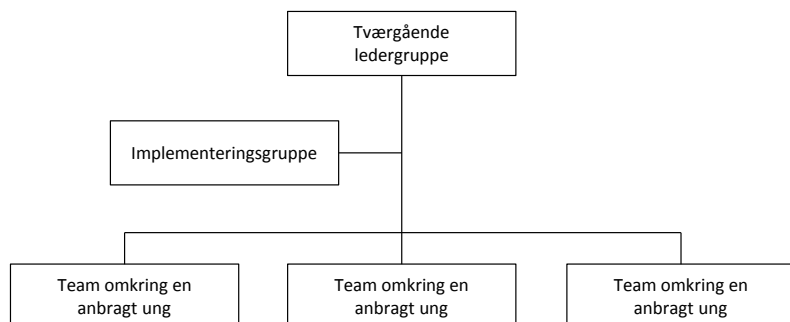 Tværgående
ledergruppe
Implementeringsgruppe
Team omkring en
anbragt ung
Team omkring en
anbragt ung
Team omkring en
anbragt ung